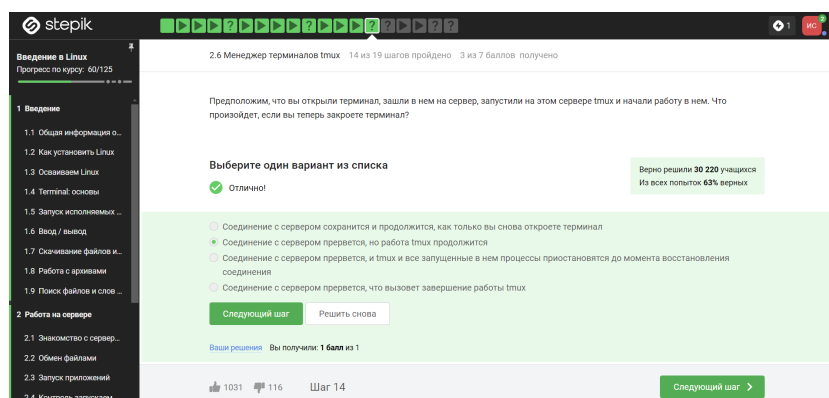 stepik
1
ИС
2
Введение в Linux
Прогресс по курсу: 60/125
2.6 Менеджер терминалов tmux 14 из 19 шагов пройдено 3 из 7 баллов получено
1 Введение
1.1 Общая информация о...
1.2 Как установить Linux
1.3 Осваиваем Linux
1.4 Terminal: основы
1.5 Запуск исполняемых ...
1.6 Ввод / вывод
1.7 Скачивание файлов и...
1.8 Работа с архивами
1.9 Поиск файлов и слов ...
2 Работа на сервере
2.1 Знакомство с сервер...
2.2 Обмен файлами
2.3 Запуск приложений
2.4 Контроль запускаем...
Предположим, что вы открыли терминал, зашли в нем на сервер, запустили на этом сервере tmux и начали работу в нем. Что
произойдет, если вы теперь закроете терминал?
Выберите один вариант из списка
Отлично!
Верно решили 30 220 учащихся
Из всех попыток 63% верных
Соединение с сервером сохранится и продолжится, как только вы снова откроете терминал
Соединение с сервером прервется, но работа tmux продолжится
Соединение с сервером прервется, и tmux и все запущенные в нем процессы приостановятся до момента восстановления
соединения
Соединение с сервером прервется, что вызовет завершение работы tmux
Следующий шаг
Решить снова
Ваши решения Вы получили: 1 балл из 1
1031 116 Шаг 14
Следующий шаг